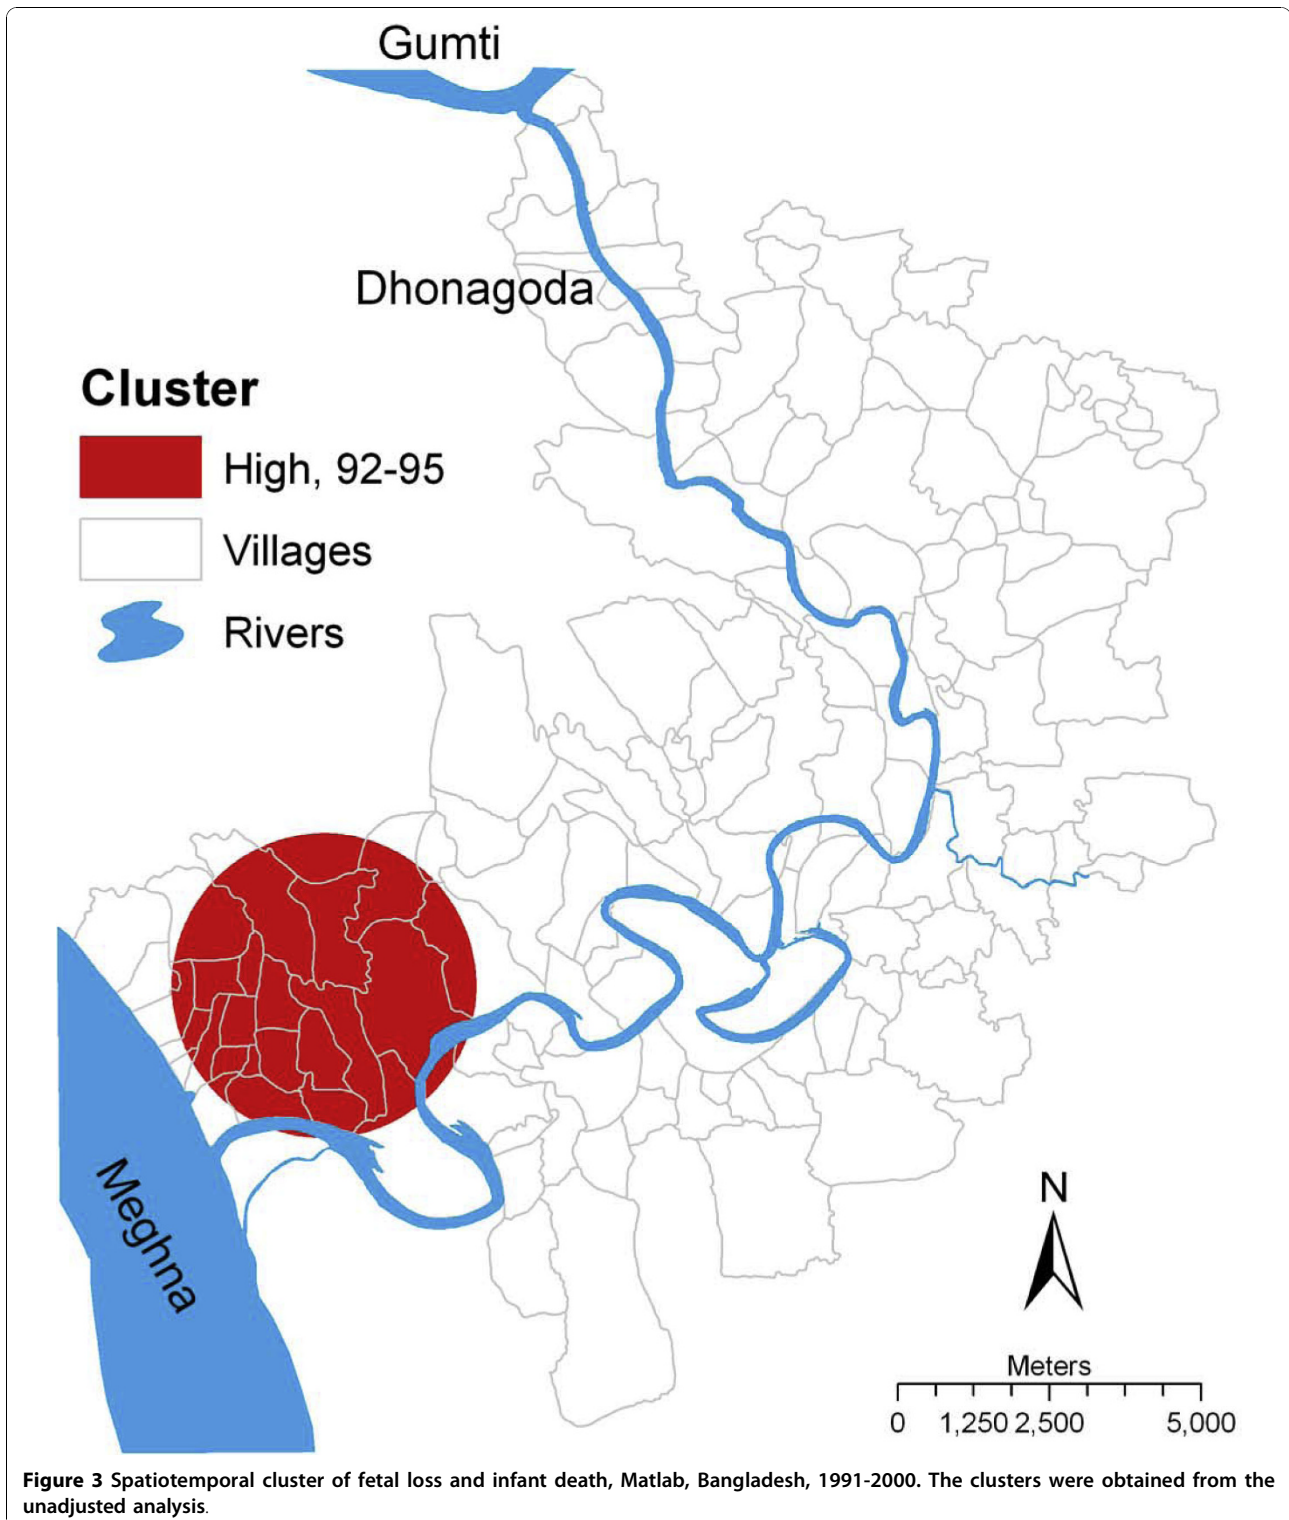 Gumti
Dhonagoda
Cluster
High, 92-95
Villages
Rivers
Meghna
N
Meters
0 1,250 2,500 5,000
Figure 3 Spatiotemporal cluster of fetal loss and infant death, Matlab, Bangladesh, 1991-2000. The clusters were obtained from the
unadjusted analysis.